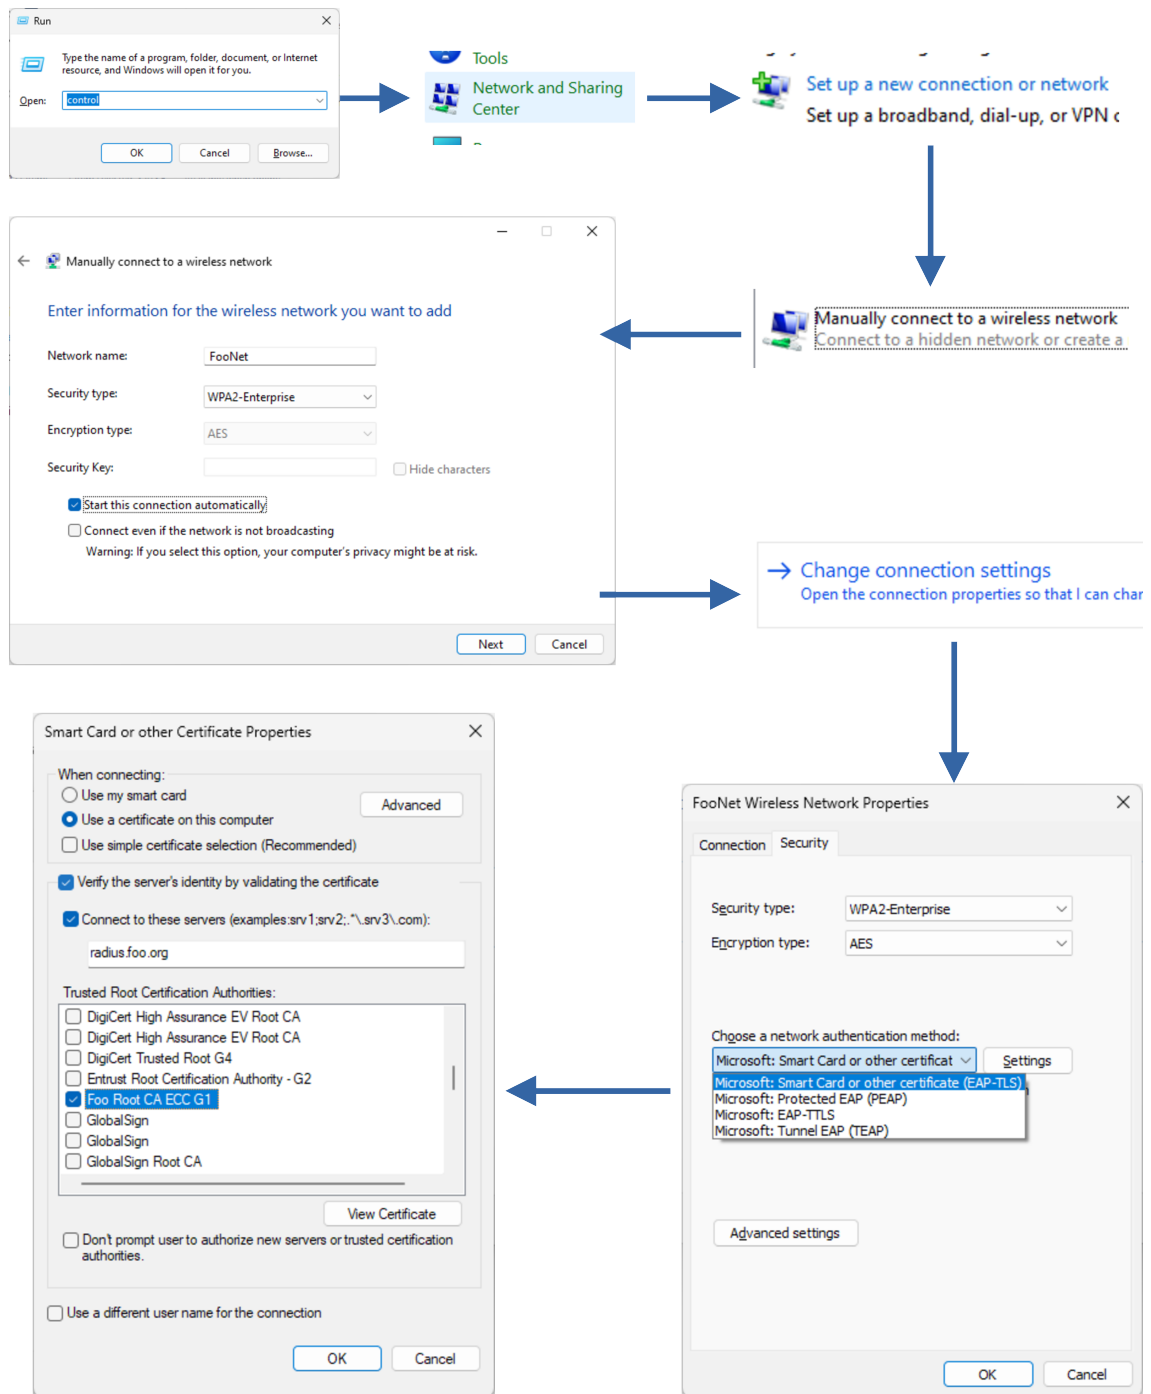 Run
Type the name of a program, folder, document, or Internet
resource, and Windows will open it for you.
Open:
control
OK
Cancel
Browse...
Tools
Network and Sharing
Center
Set up a new connection or network
Set up a broadband, dial-up, or VPN c
Manually connect to a wireless network
Connect to a hidden network or create a
Manually connect to a wireless network
Enter information for the wireless network you want to add
Network name:
FooNet
Security type:
WPA2-Enterprise
Encryption type:
AES
Security Key:
Hide characters
Start this connection automatically
Connect even if the network is not broadcasting
Warning: If you select this option, your computer's privacy might be at risk.
Next
Cancel
Change connection settings
Open the connection properties so that I can char
FooNet Wireless Network Properties
Connection
Security
Security type:
WPA2-Enterprise
Encryption type:
AES
Choose a network authentication method:
Microsoft: Smart Card or other certificat
Settings
Microsoft: Smart Card or other certificate (EAP-TLS)
Microsoft: Protected EAP (PEAP)
Microsoft: EAP-TTLS
Microsoft: Tunnel EAP (TEAP)
Advanced settings
OK
Cancel
Smart Card or other Certificate Properties
When connecting:
Use my smart card
Advanced
Use a certificate on this computer
Use simple certificate selection (Recommended)
Verify the server's identity by validating the certificate
Connect to these servers (examples:srv1;srv2;.*\.srv3\.com):
radius.foo.org
Trusted Root Certification Authorities:
DigiCert High Assurance EV Root CA
DigiCert High Assurance EV Root CA
DigiCert Trusted Root G4
Entrust Root Certification Authority - G2
Foo Root CA ECC G1
GlobalSign
GlobalSign
GlobalSign Root CA
View Certificate
Don't prompt user to authorize new servers or trusted certification
authorities.
Use a different user name for the connection
OK
Cancel